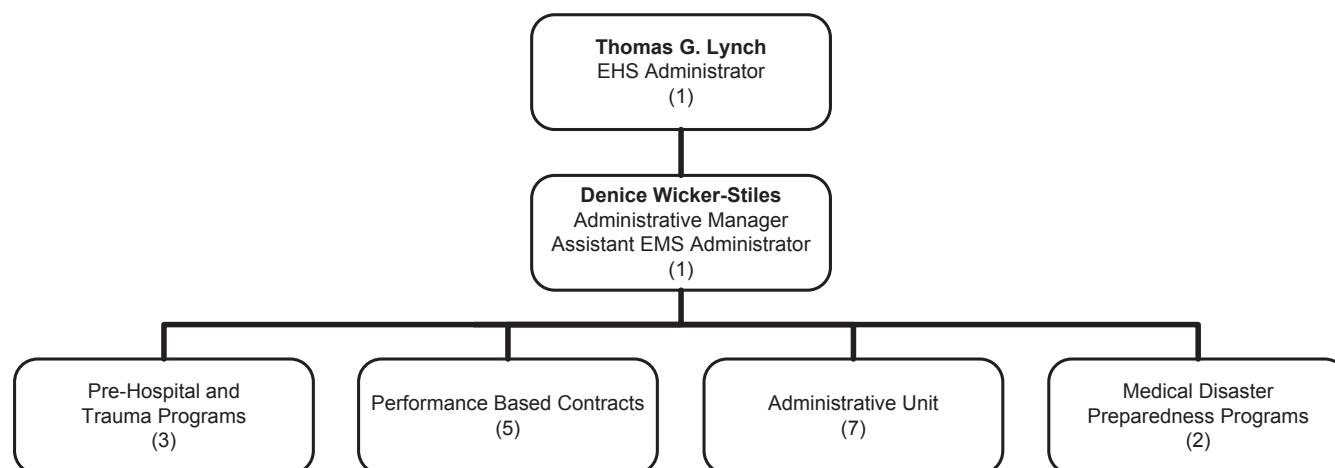 Thomas G. Lynch
EHS Administrator
(1)
Denice Wicker-Stiles
Administrative Manager
Assistant EMS Administrator
(1)
Pre-Hospital and
Trauma Programs
(3)
Performance Based Contracts
(5)
Administrative Unit
(7)
Medical Disaster
Preparedness Programs
(2)